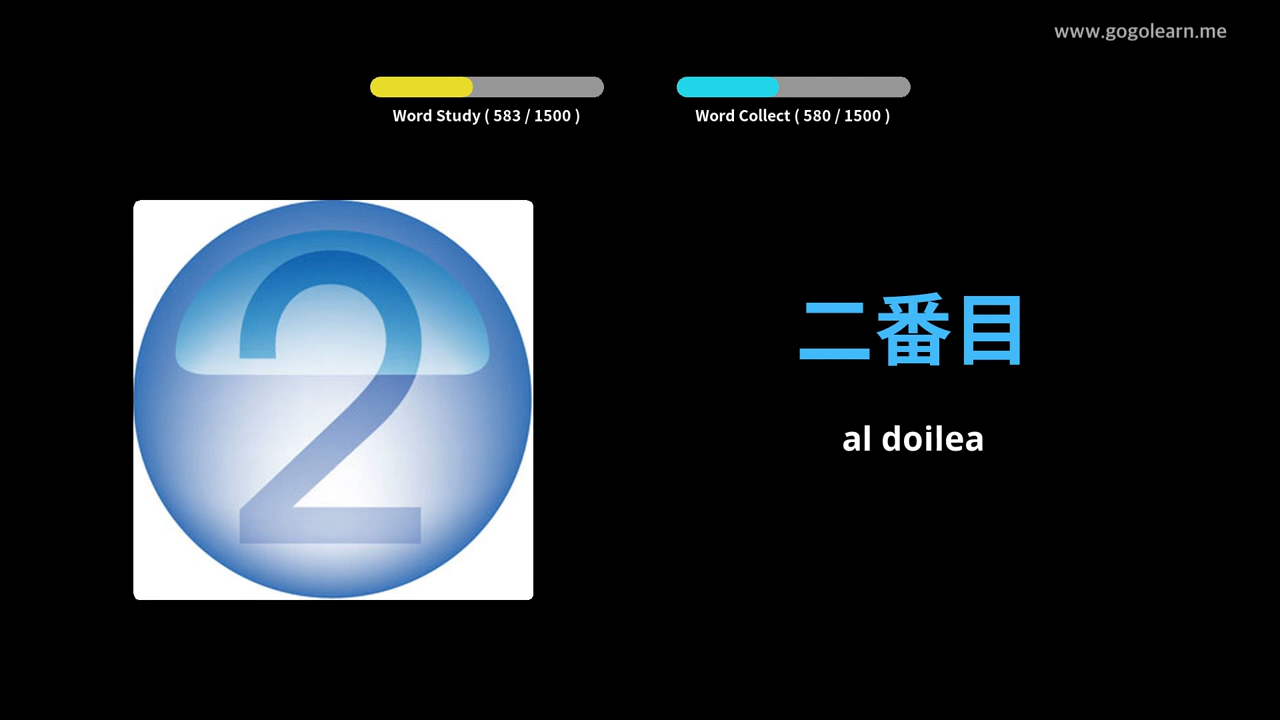 www.gogolearn.me
Word Study ( 583 / 1500 )
Word Collect ( 580 / 1500 )
2
二番目
al doilea